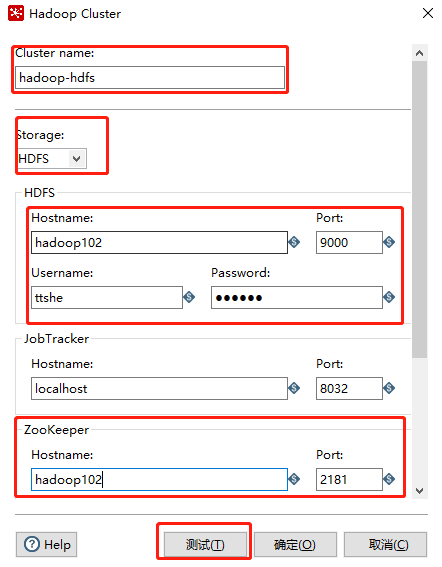 Hadoop Cluster
Cluster name:
hadoop-hdfs
Storage:
HDFS
HDFS
Hostname: Port:
hadoop102 9000
Username: Password:
ttshe ●●●●●●
JobTracker
Hostname: Port:
localhost 8032
ZooKeeper
Hostname: Port:
hadoop102 2181
Help 测试(T) 确定(O) 取消(C)